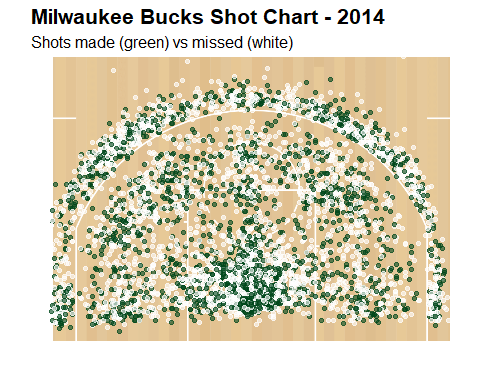 Milwaukee Bucks Shot Chart - 2014
Shots made (green) vs missed (white)